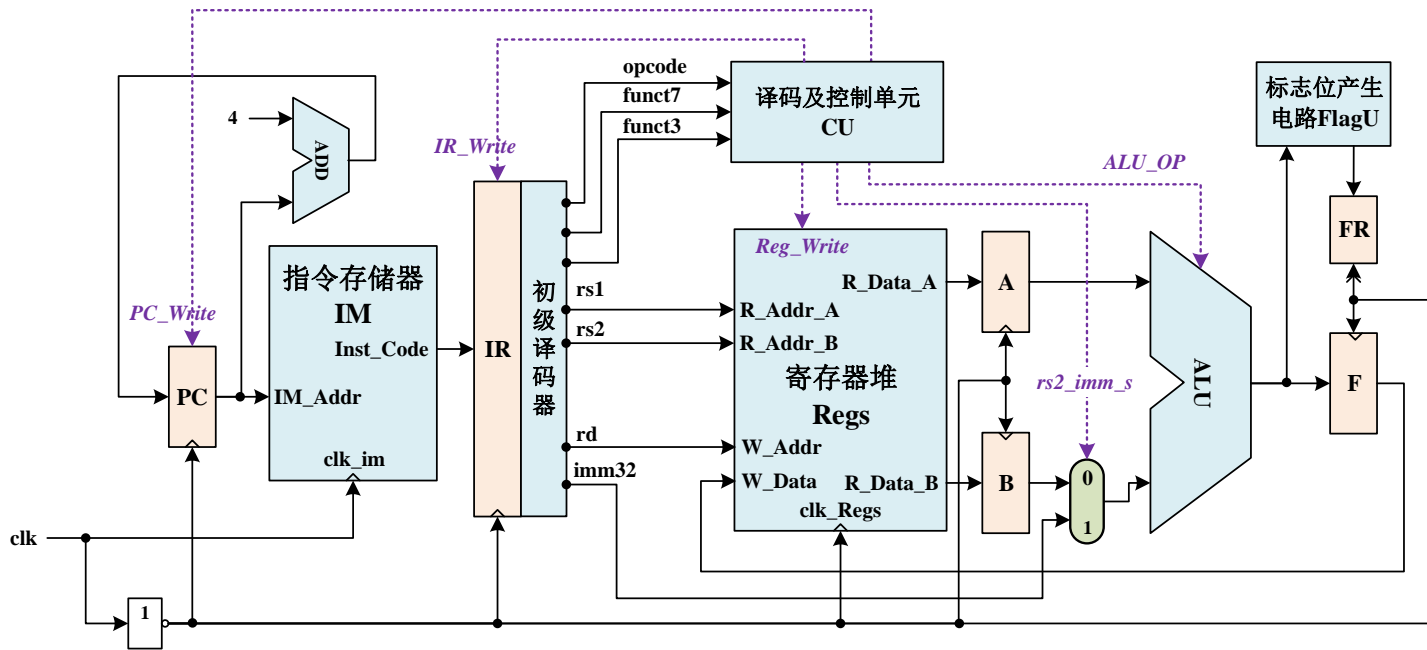 opcode
funct7
funct3
译码及控制单元
CU
标志位产生
电路FlagU
4
ADD
IR_Write
ALU_OP
FR
PC_Write
指令存储器
IM
Inst_Code
IM_Addr
clk_im
PC
IR
初级译码器
rs1
rs2
rd
imm32
Reg_Write
R_Data_A
R_Addr_A
R_Addr_B
寄存器堆
Regs
W_Addr
W_Data
R_Data_B
clk_Regs
A
B
rs2_imm_s
0
1
ALU
F
clk
1